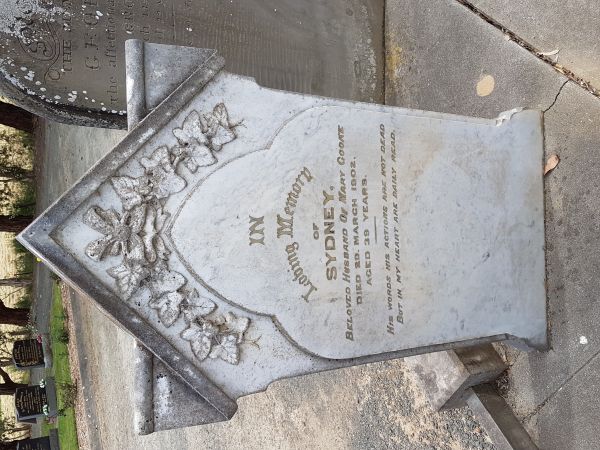 IN
Loving Memory
OF
SYDNEY,
BELOVED HUSBAND OF MARY COOKE
DIED 29. MARCH 1902.
AGED 39 YEARS.
HIS WORDS HIS ACTIONS ARE NOT DEAD
BUT IN MY HEART ARE DAILY READ.